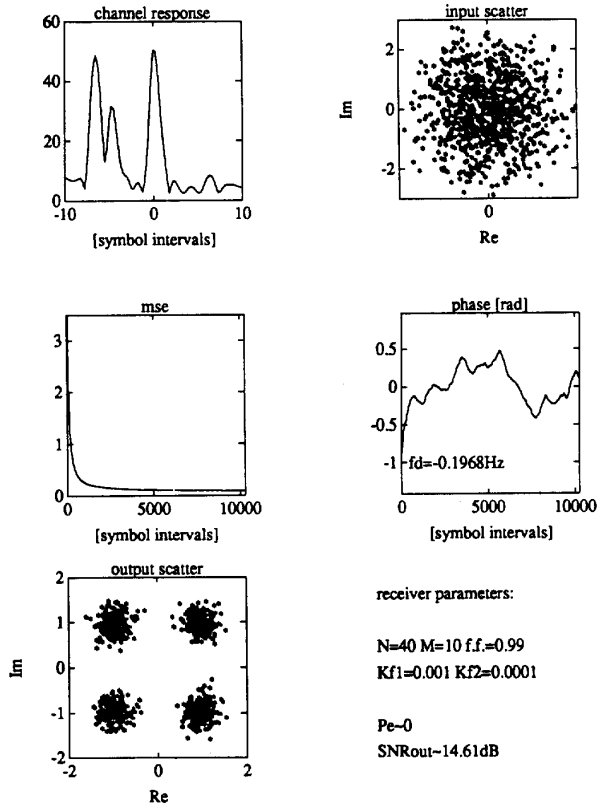 channel response
60
40
20
0
-10 0 10
[symbol intervals]
input scatter
2
0
-2
Im
0
Re
mse
3
2
1
0
0 5000 10000
[symbol intervals]
phase [rad]
0.5
0
-0.5
-1 fd=-0.1968Hz
0 5000 10000
[symbol intervals]
output scatter
2
1
0
-1
-2
Im
-2 0 2
Re
receiver parameters:
N=40 M=10 f.f.=0.99
Kf1=0.001 Kf2=0.0001
Pe~0
SNRout~14.61dB